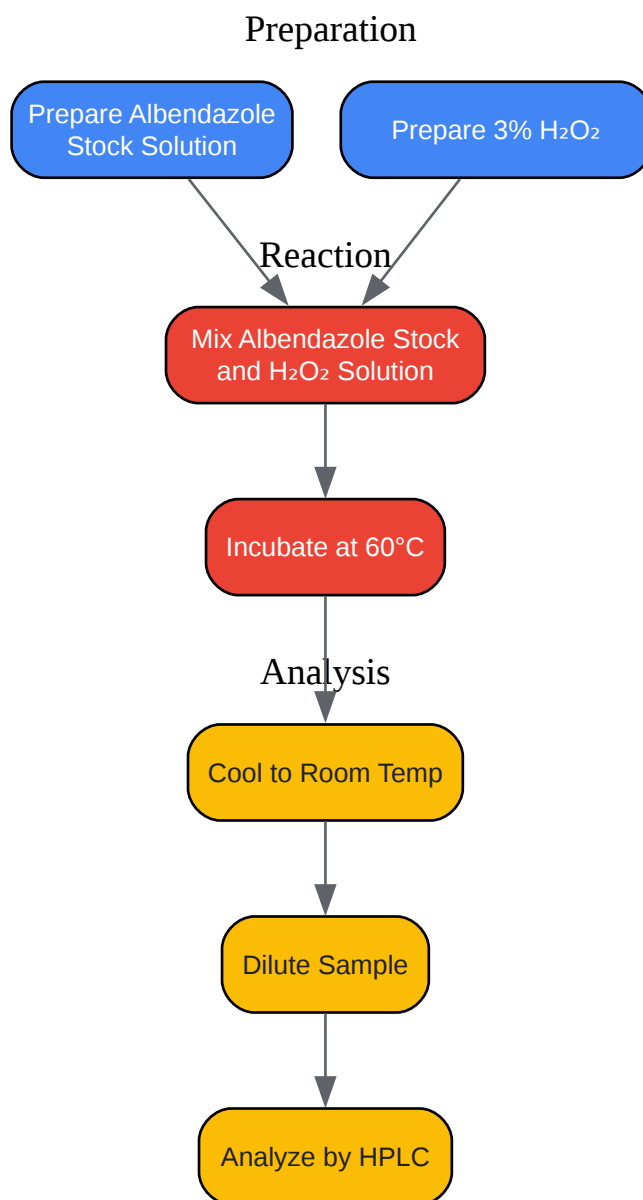 Preparation
Prepare Albendazole
Stock Solution
Prepare 3% H₂O₂
Reaction
Mix Albendazole Stock
and H₂O₂ Solution
Incubate at 60°C
Analysis
Cool to Room Temp
Dilute Sample
Analyze by HPLC